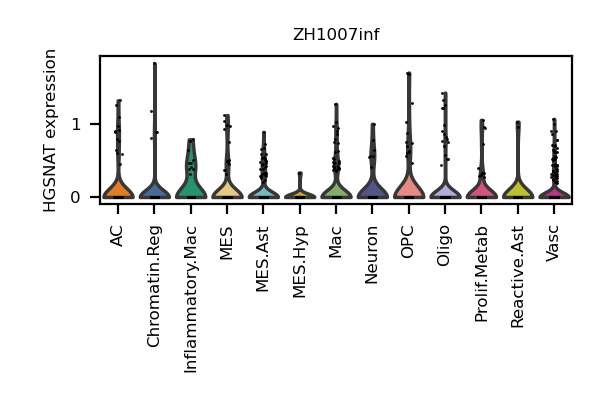 ZH1007inf
HGSNAT expression
1
0
AC
Chromatin.Reg
Inflammatory.Mac
MES
MES.Ast
MES.Hyp
Mac
Neuron
OPC
Oligo
Prolif.Metab
Reactive.Ast
Vasc